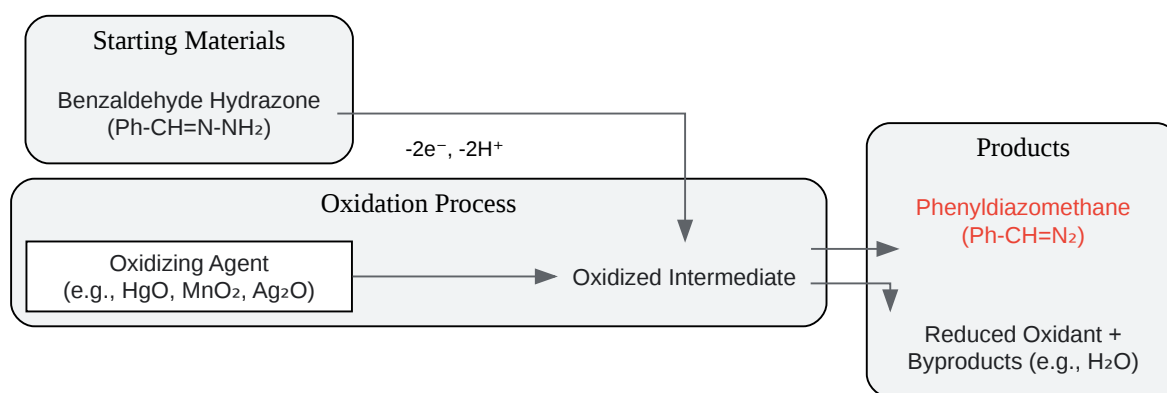 Starting Materials
Benzaldehyde Hydrazone
(Ph-CH=N-NH₂)
-2e⁻, -2H⁺
Oxidation Process
Oxidizing Agent
(e.g., HgO, MnO₂, Ag₂O)
Oxidized Intermediate
Products
Phenyldiazomethane
(Ph-CH=N₂)
Reduced Oxidant +
Byproducts (e.g., H₂O)